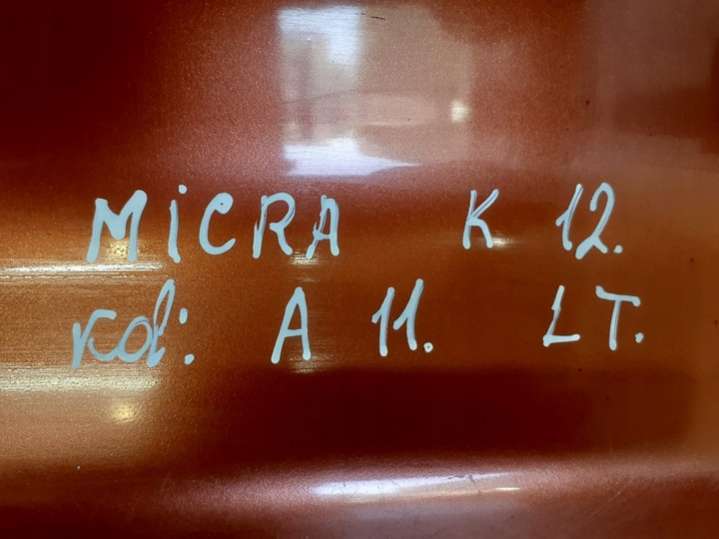 MiCRA K 12.
kol: A 11. LT.